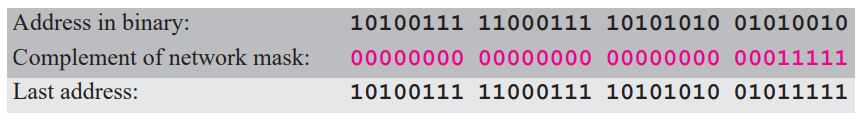 Address in binary: 10100111 11000111 10101010 01010010
Complement of network mask: 00000000 00000000 00000000 00011111
Last address: 10100111 11000111 10101010 01011111